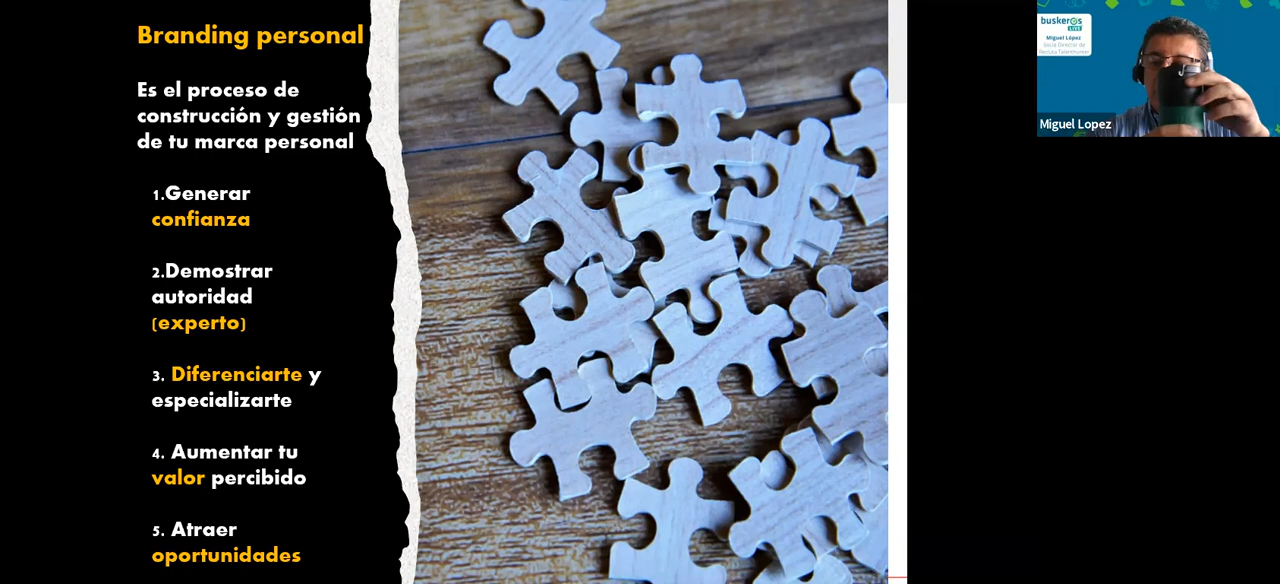 Branding personal
Es el proceso de
construcción y gestión
de tu marca personal
1.Generar
confianza
2.Demostrar
autoridad
(experto)
3. Diferenciarte y
especializarte
4. Aumentar tu
valor percibido
5. Atraer
oportunidades
buskeros
LIVE
Miguel López
Socio Director de
Recluta Talenthunter
Miguel Lopez